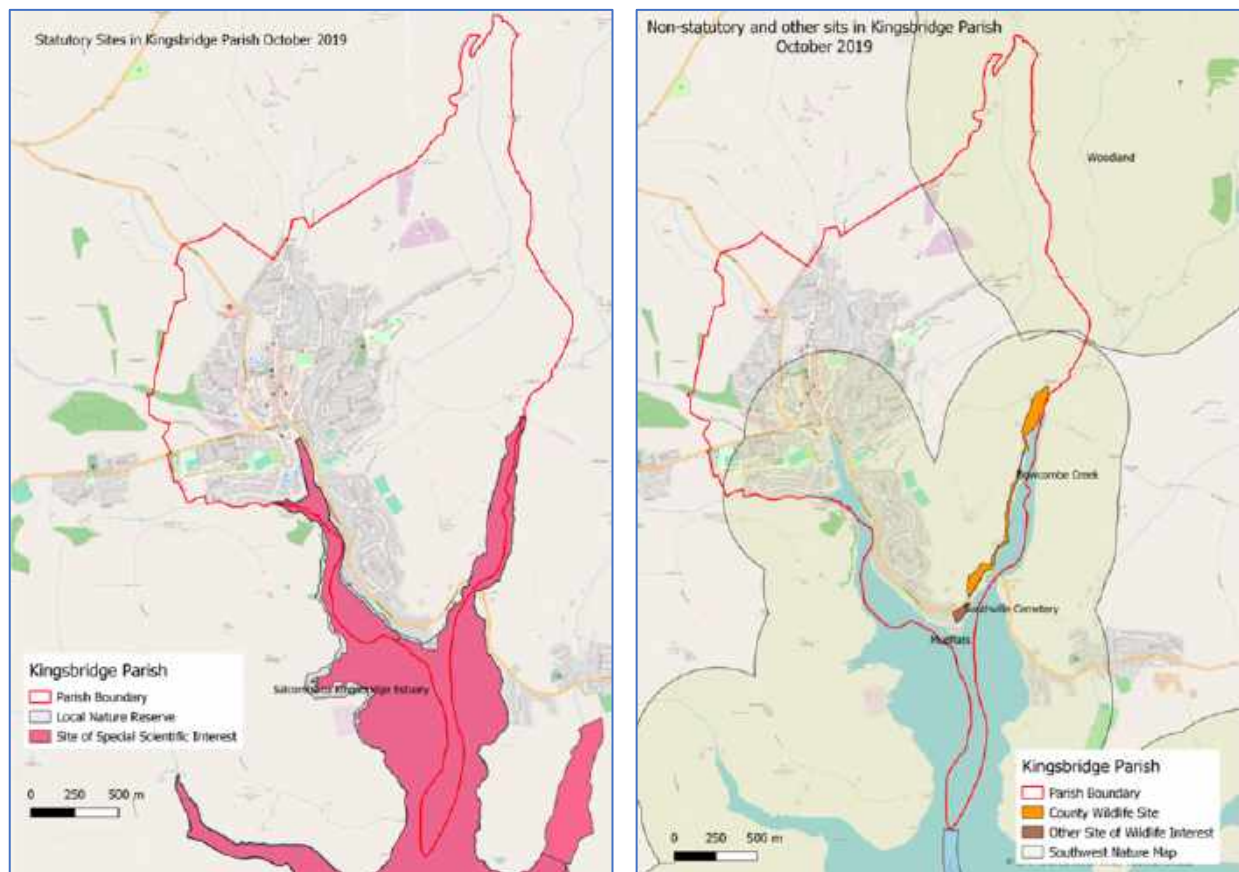 Statutory Sites in Kingsbridge Parish October 2019
Salcombe to Kingsbridge Estuary
Kingsbridge Parish
Parish Boundary
Local Nature Reserve
Site of Special Scientific Interest
0 250 500 m
Non-statutory and other sits in Kingsbridge Parish
October 2019
Woodland
Bowcombe Creek
Cemetery
Mudflats
Kingsbridge Parish
Parish Boundary
County Wildlife Site
Other Site of Wildlife Interest
Southwest Nature Map
0 250 500 m